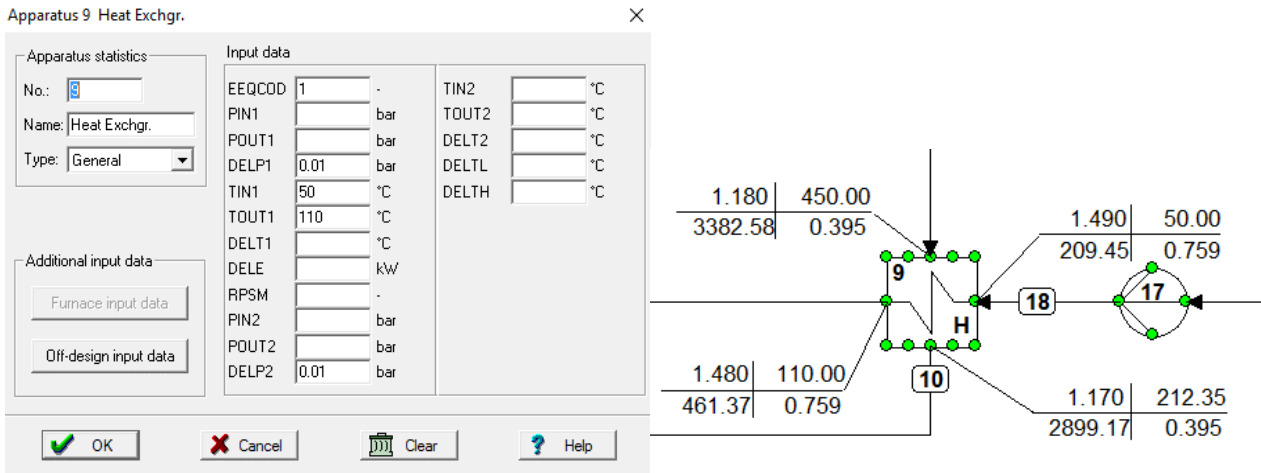 Apparatus 9 Heat Exchgr.
Apparatus statistics
No.: 9
Name: Heat Exchgr.
Type: General
Additional input data
Furnace input data
Off-design input data
Input data
EEQCOD 1 -
PIN1 bar
POUT1 bar
DELP1 0.01 bar
TIN1 50 °C
TOUT1 110 °C
DELT1 °C
DELE kW
RPSM -
PIN2 bar
POUT2 bar
DELP2 0.01 bar
TIN2 °C
TOUT2 °C
DELT2 °C
DELTL °C
DELTH °C
OK Cancel Clear Help
1.180 450.00
3382.58 0.395
1.490 50.00
209.45 0.759
9
H
18
17
1.480 110.00
461.37 0.759
10
1.170 212.35
2899.17 0.395